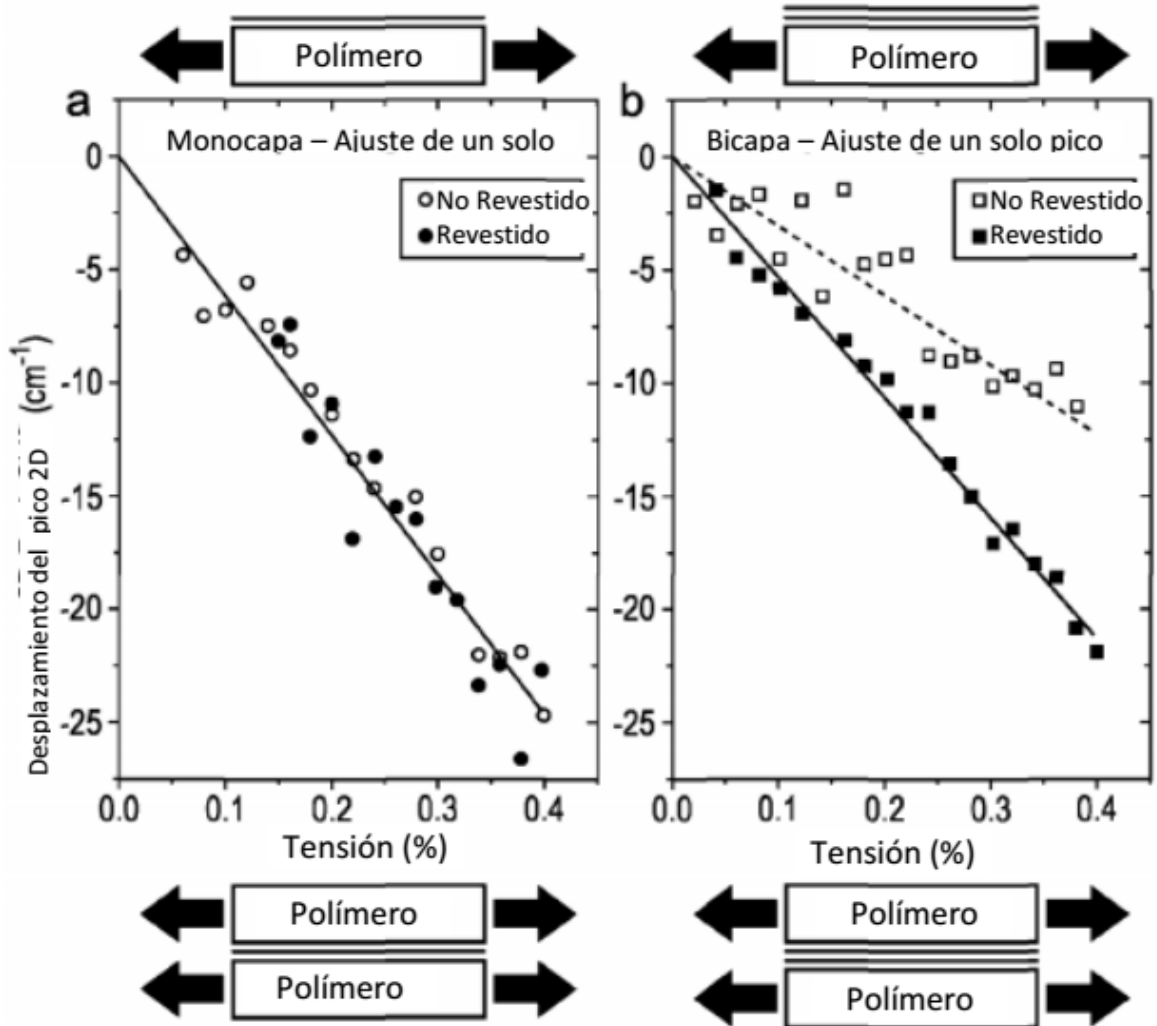 Polímero
Polímero
a
b
Monocapa – Ajuste de un solo
Bicapa – Ajuste de un solo pico
No Revestido
Revestido
No Revestido
Revestido
0
-5
-10
-15
-20
-25
0
-5
-10
-15
-20
-25
Desplazamiento del pico 2D (cm⁻¹)
0.0 0.1 0.2 0.3 0.4
0.0 0.1 0.2 0.3 0.4
Tensión (%)
Tensión (%)
Polímero
Polímero
Polímero
Polímero